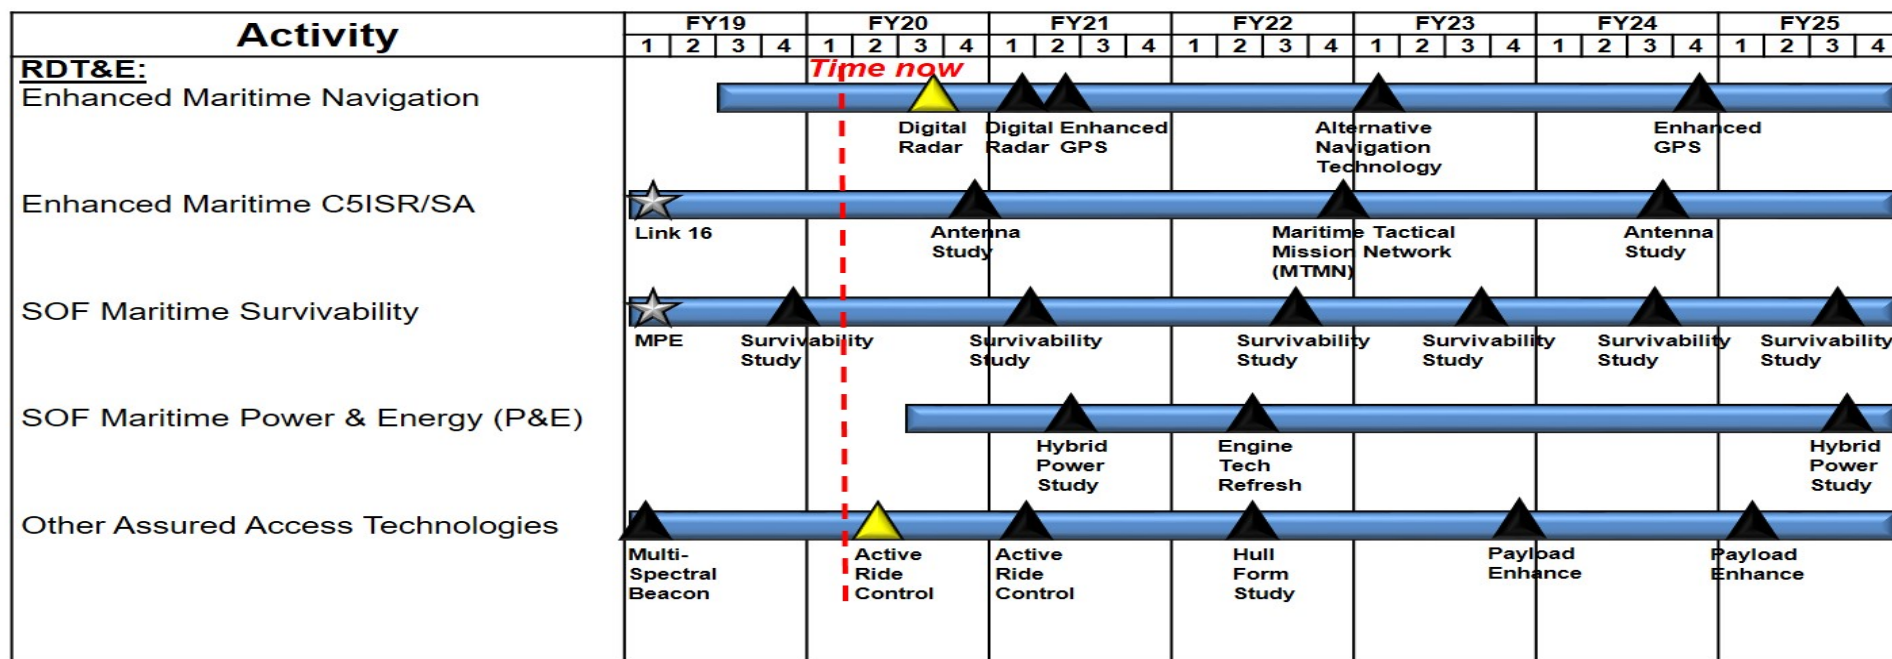 Activity FY19 FY20 FY21 FY22 FY23 FY24 FY25
1 2 3 4 1 2 3 4 1 2 3 4 1 2 3 4 1 2 3 4 1 2 3 4 1 2 3 4
RDT&E: Time now
Enhanced Maritime Navigation
Digital Digital Enhanced Alternative Enhanced
Radar Radar GPS Navigation GPS
Technology
Enhanced Maritime C5ISR/SA
Link 16 Antenna Maritime Tactical Antenna
Study Mission Network Study
(MTMN)
SOF Maritime Survivability
MPE Survivability Survivability Survivability Survivability Survivability Survivability
Study Study Study Study Study Study
SOF Maritime Power & Energy (P&E)
Hybrid Engine Hybrid
Power Tech Power
Study Refresh Study
Other Assured Access Technologies
Multi- Active Active Hull Payload Payload
Spectral Ride Ride Form Enhance Enhance
Beacon Control Control Study